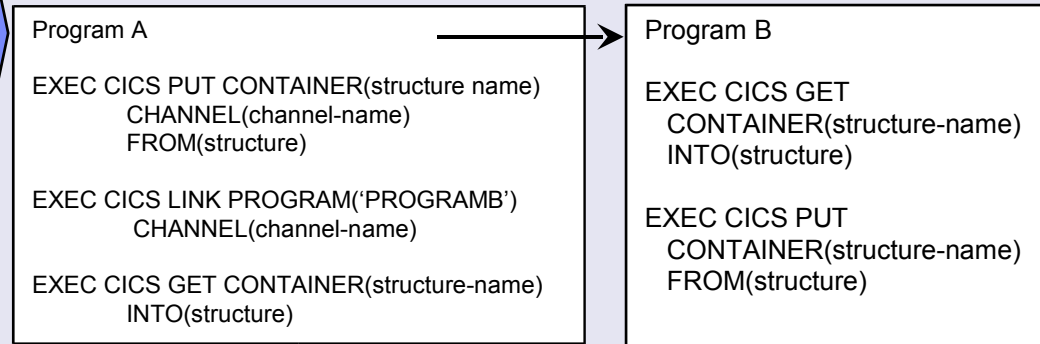 Program A
EXEC CICS PUT CONTAINER(structure name)
CHANNEL(channel-name)
FROM(structure)
EXEC CICS LINK PROGRAM(‘PROGRAMB’)
CHANNEL(channel-name)
EXEC CICS GET CONTAINER(structure-name)
INTO(structure)
Program B
EXEC CICS GET
CONTAINER(structure-name)
INTO(structure)
EXEC CICS PUT
CONTAINER(structure-name)
FROM(structure)